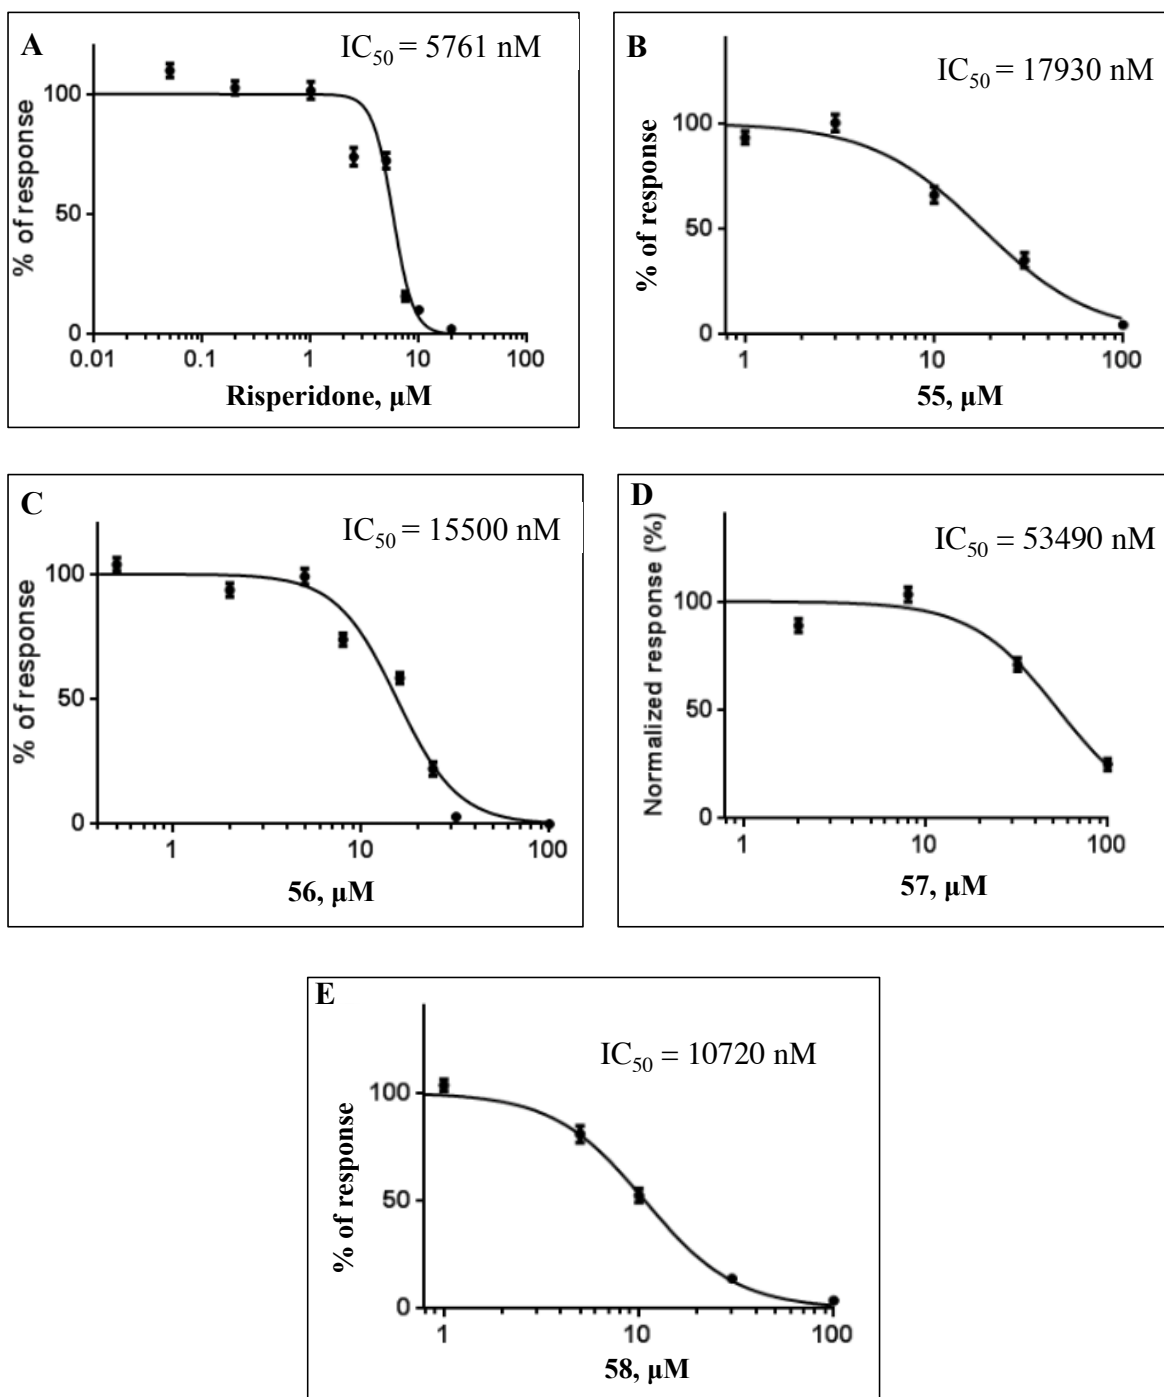 A
IC50 = 5761 nM
% of response
100
50
0
0.01 0.1 1 10 100
Risperidone, μM
B
IC50 = 17930 nM
% of response
100
50
0
1 10 100
55, μM
C
IC50 = 15500 nM
% of response
100
50
0
1 10 100
56, μM
D
IC50 = 53490 nM
Normalized response (%)
100
50
0
1 10 100
57, μM
E
IC50 = 10720 nM
% of response
100
50
0
1 10 100
58, μM